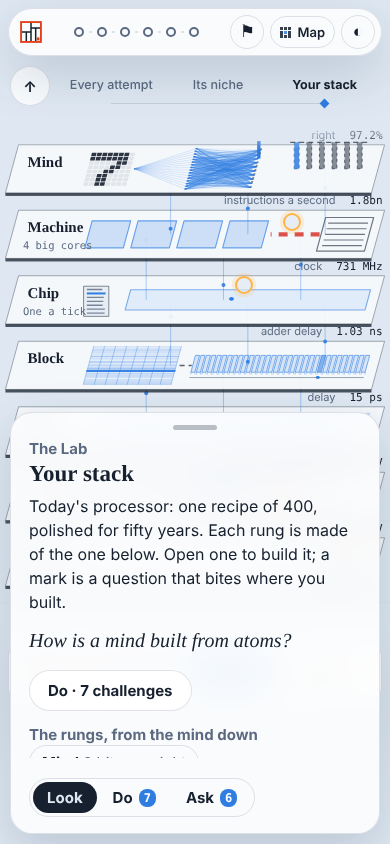 Map
Every attempt
Its niche
Your stack
right 97.2%
Mind
instructions a second 1.8bn
Machine
4 big cores
clock 731 MHz
Chip
One a tick
adder delay 1.03 ns
Block
delay 15 ps
The Lab
Your stack
Today's processor: one recipe of 400,
polished for fifty years. Each rung is made
of the one below. Open one to build it; a
mark is a question that bites where you
built.
How is a mind built from atoms?
Do · 7 challenges
The rungs, from the mind down
Look
Do 7
Ask 6